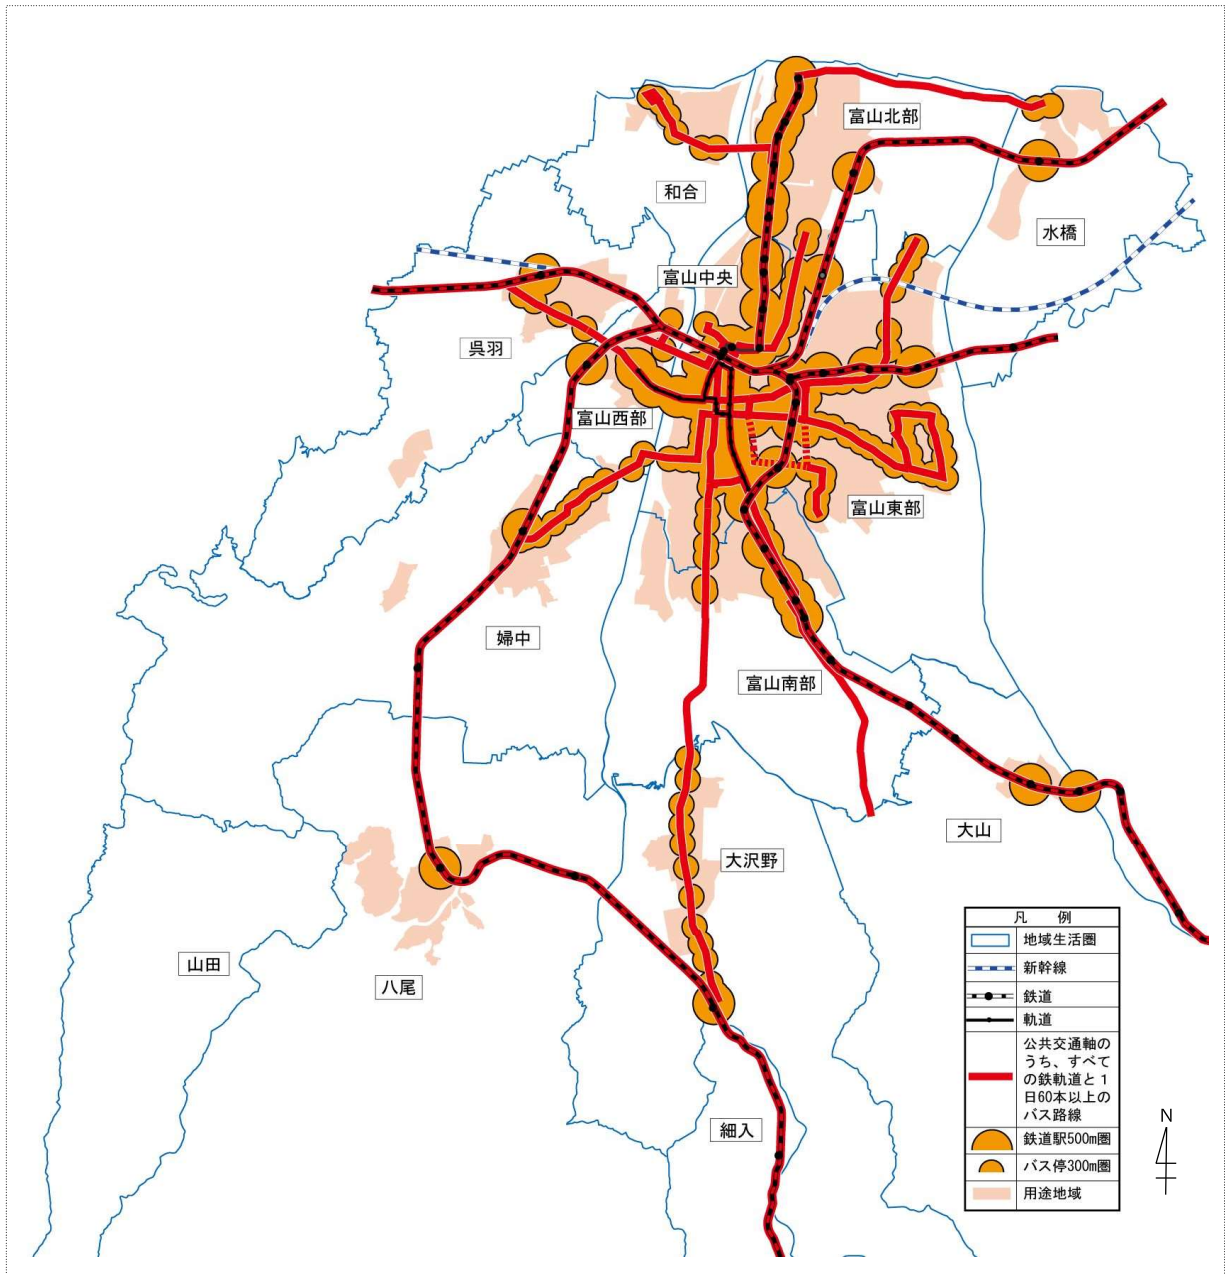 富山北部
和合
水橋
富山中央
呉羽
富山西部
富山東部
婦中
富山南部
大山
大沢野
山田
八尾
細入
凡 例
地域生活圏
新幹線
鉄道
軌道
公共交通軸の
うち、すべて
の鉄軌道と1
日60本以上の
バス路線
鉄道駅500m圏
バス停300m圏
用途地域
N